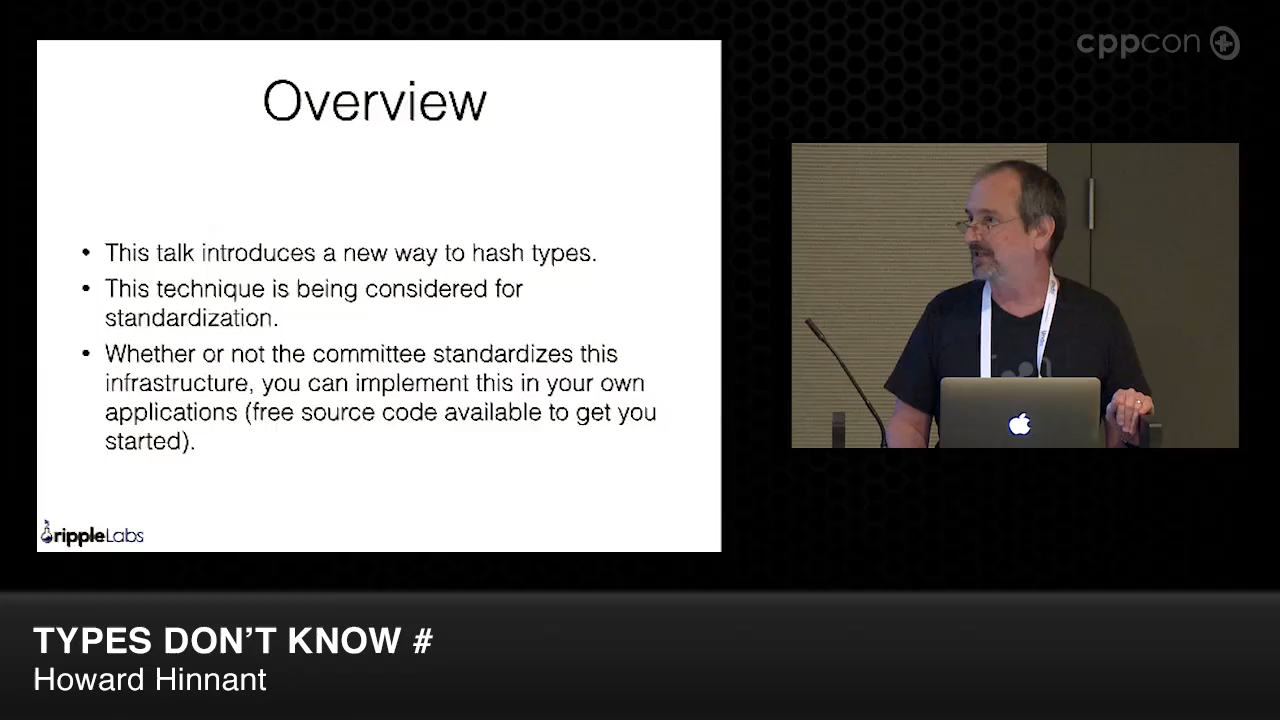 cppcon
Overview
• This talk introduces a new way to hash types.
• This technique is being considered for
standardization.
• Whether or not the committee standardizes this
infrastructure, you can implement this in your own
applications (free source code available to get you
started).
rippleLabs
TYPES DON'T KNOW #
Howard Hinnant